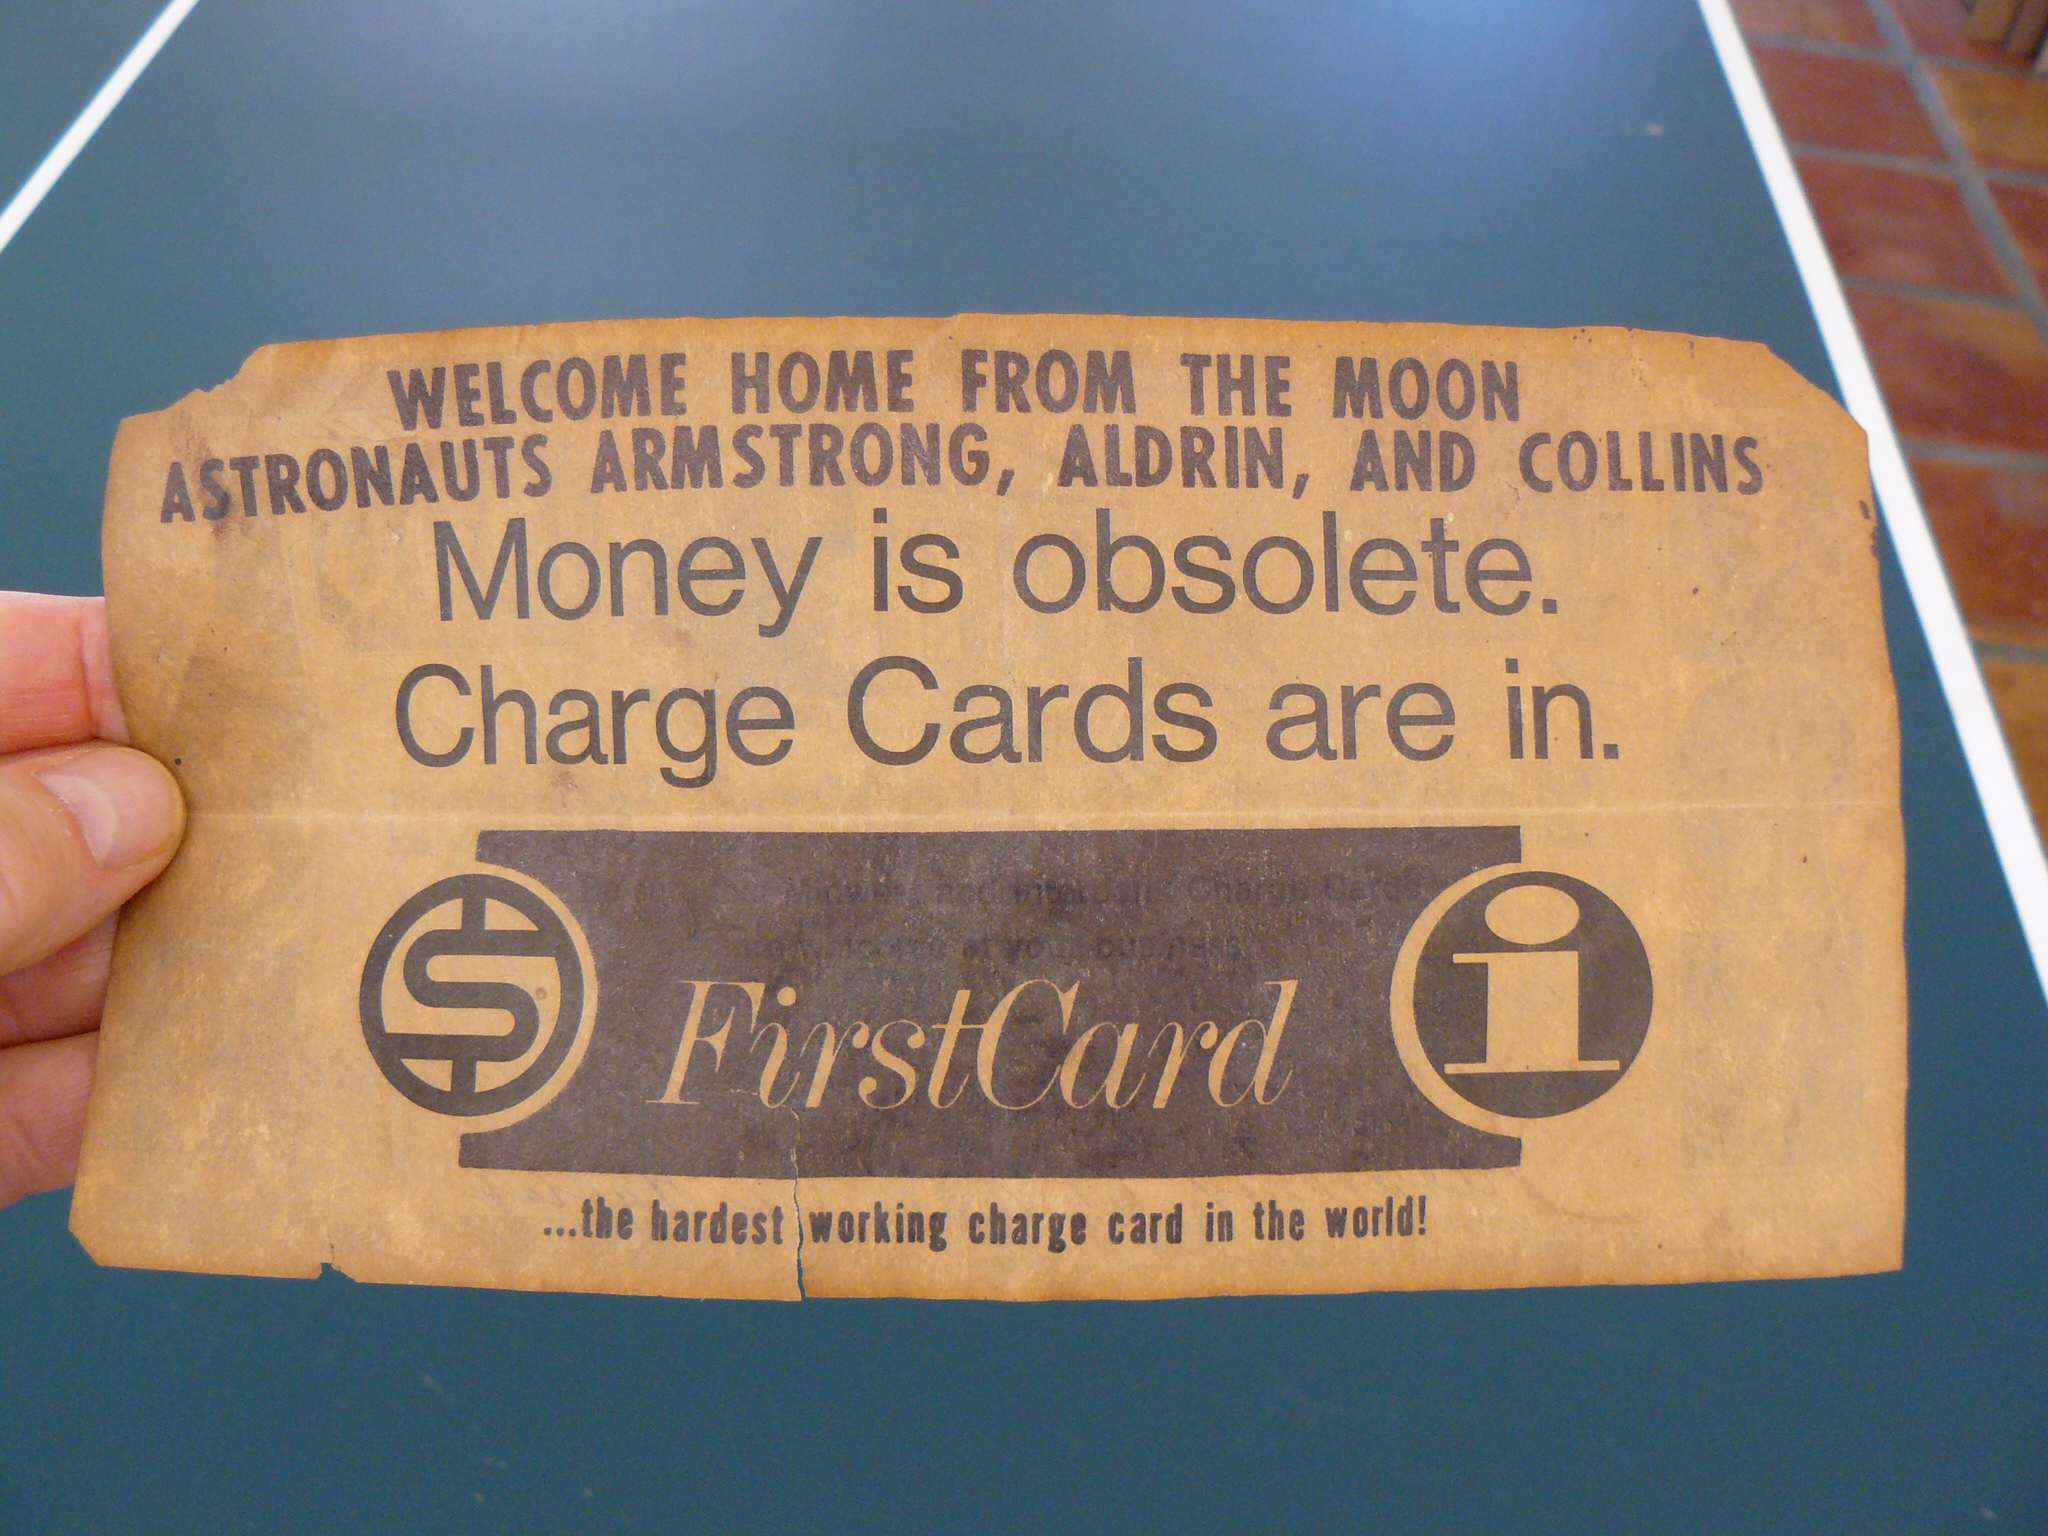 WELCOME HOME FROM THE MOON
ASTRONAUTS ARMSTRONG, ALDRIN, AND COLLINS
Money is obsolete.
Charge Cards are in.
$
i
FirstCard
...the hardest working charge card in the world!